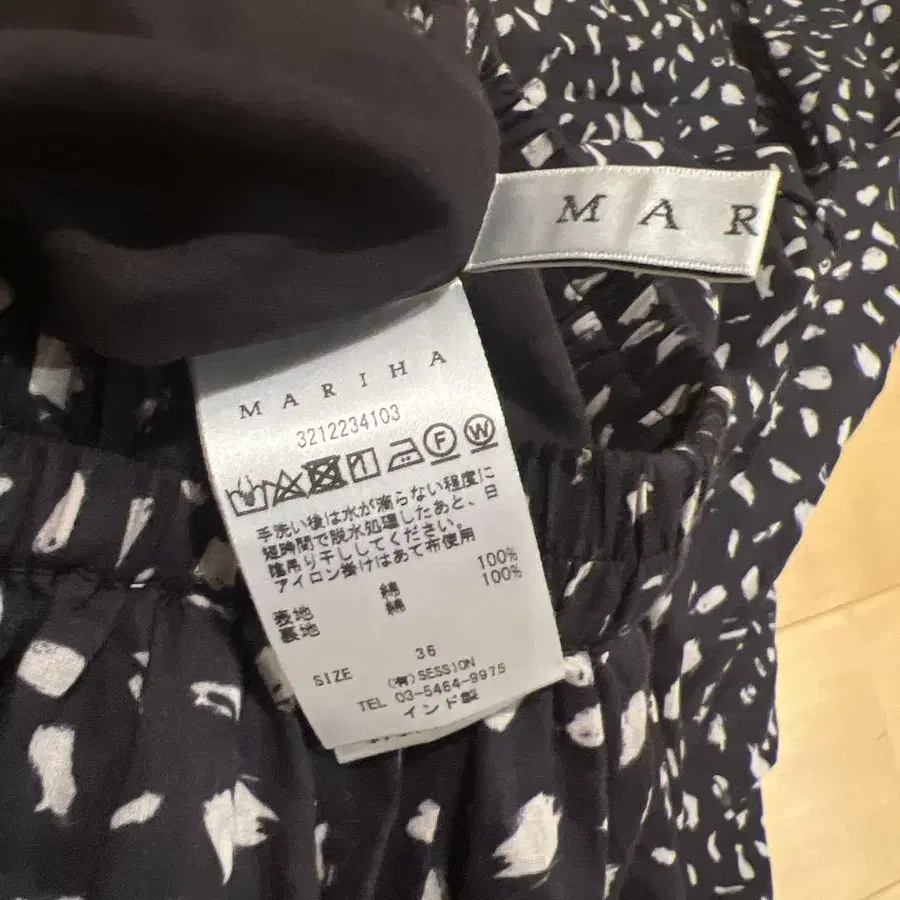 MAR
MARIHA
3212234103
F W
手洗い後は水が滴らない程度に
短時間で脱水処理したあと、日
陰吊り干ししてください。
アイロン掛けはあて布使用
表地 綿 100%
裏地 綿 100%
SIZE 36
(有)SESSION
TEL 03-5464-9975
インド製